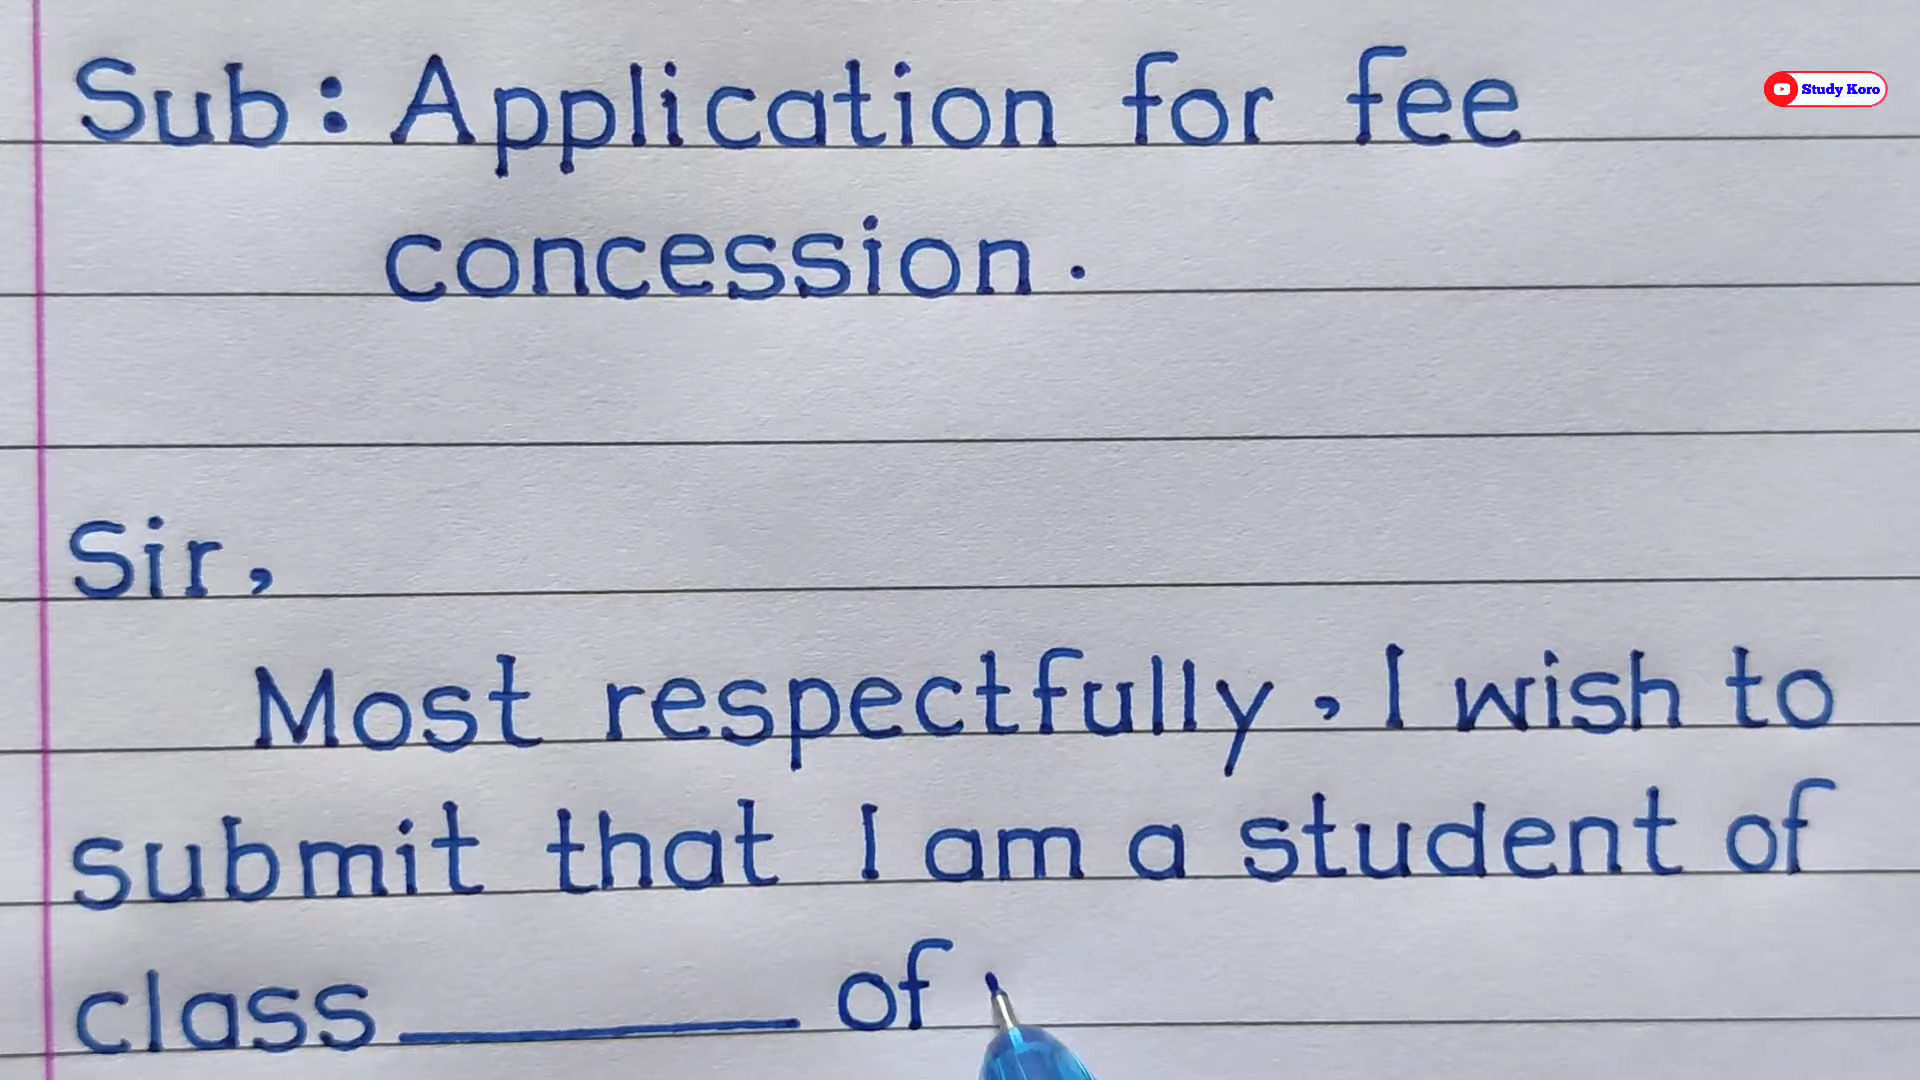 Sub: Application for fee
Study Koro
concession.
Sir,
Most respectfully, I wish to
submit that I am a student of
class ________ of